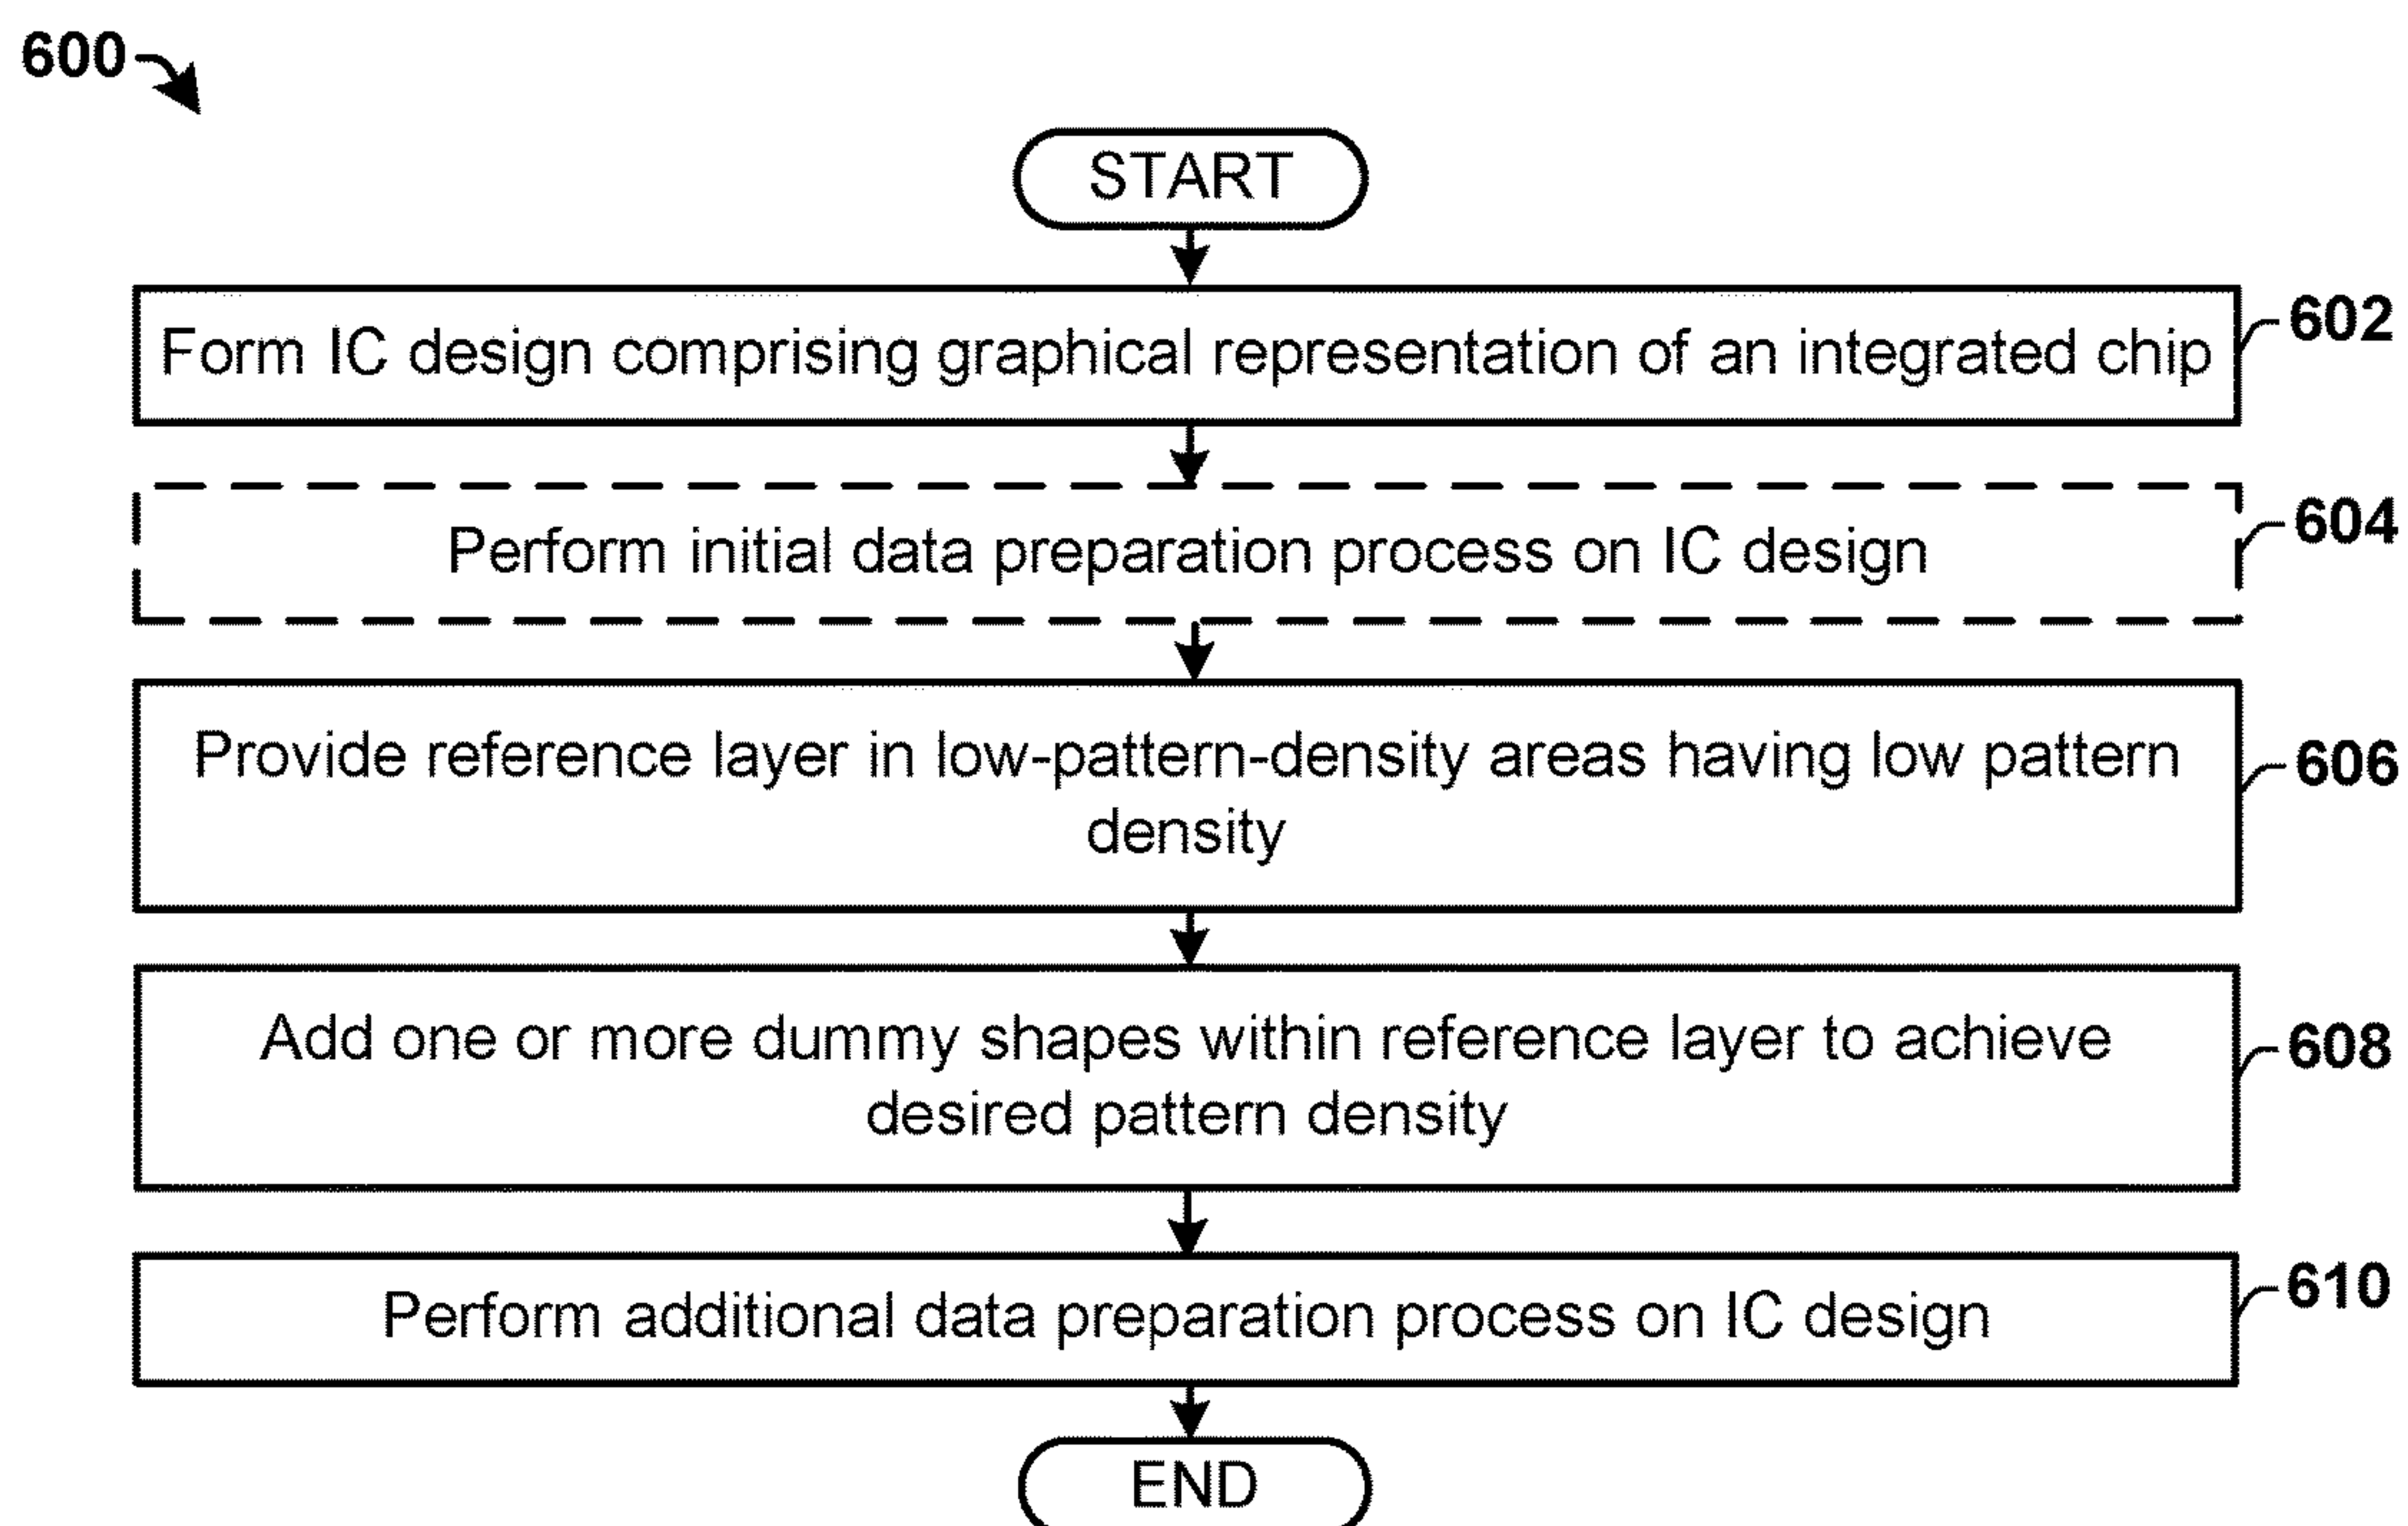 600
START
Form IC design comprising graphical representation of an integrated chip
602
Perform initial data preparation process on IC design
604
Provide reference layer in low-pattern-density areas having low pattern
density
606
Add one or more dummy shapes within reference layer to achieve
desired pattern density
608
Perform additional data preparation process on IC design
610
END